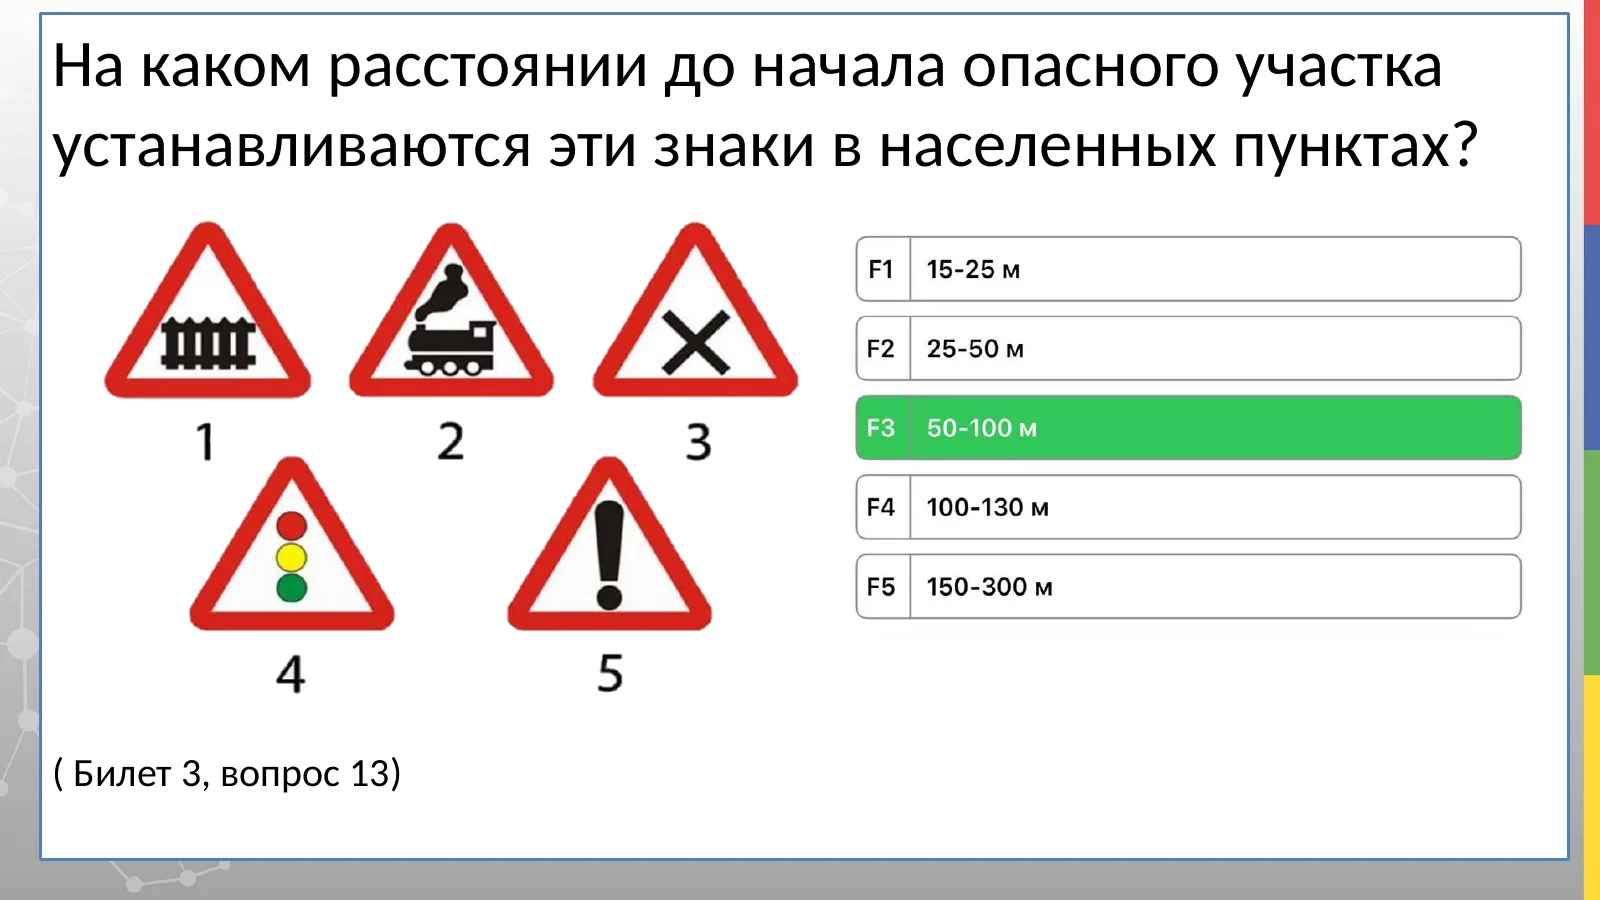 На каком расстоянии до начала опасного участка
устанавливаются эти знаки в населенных пунктах?
1
2
3
4
5
F1 15-25 м
F2 25-50 м
F3 50-100 м
F4 100-130 м
F5 150-300 м
( Билет 3, вопрос 13)